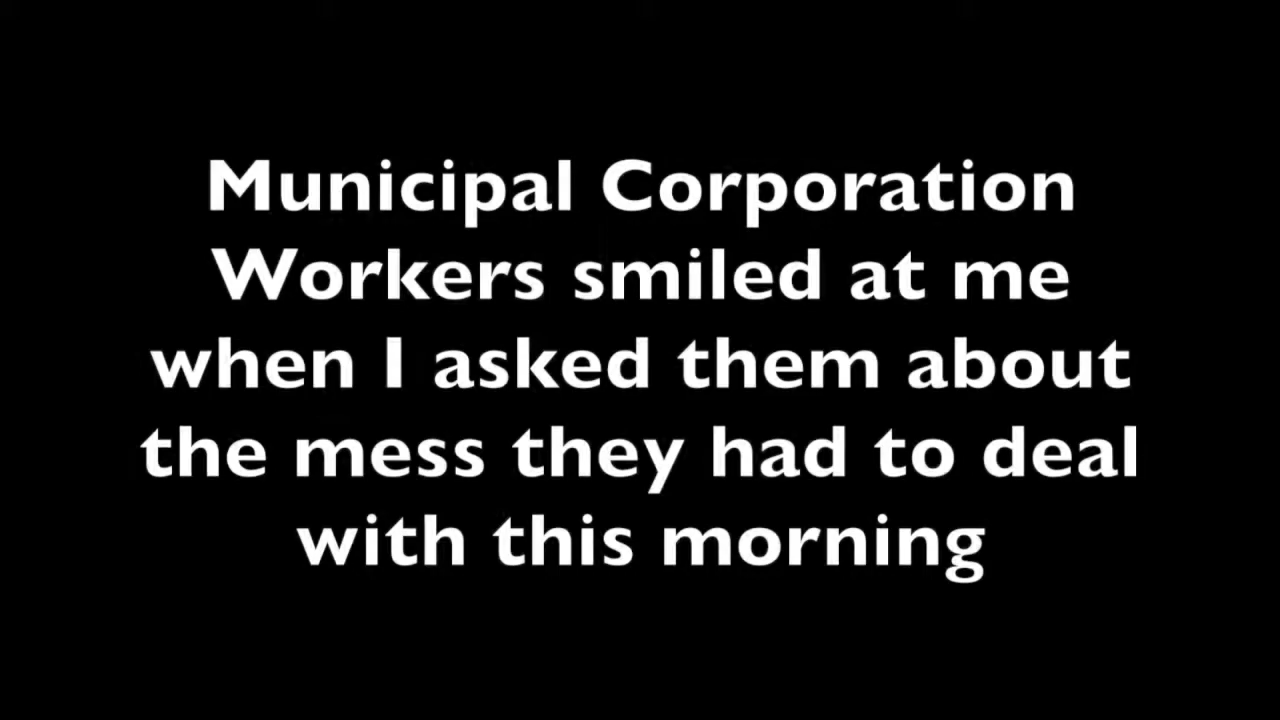 Municipal Corporation
Workers smiled at me
when I asked them about
the mess they had to deal
with this morning